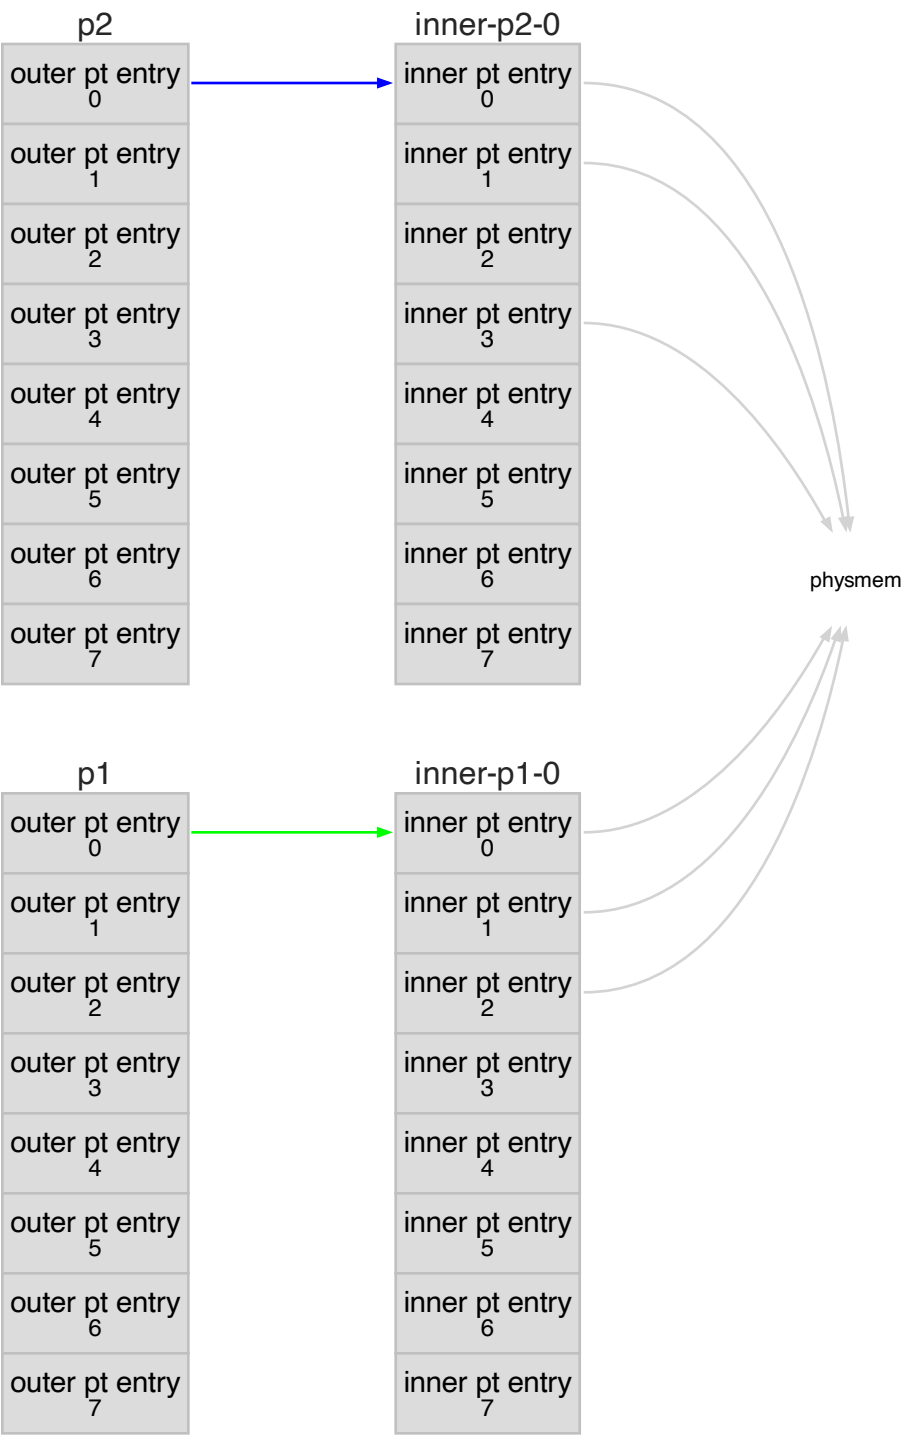 p2
outer pt entry
0
outer pt entry
1
outer pt entry
2
outer pt entry
3
outer pt entry
4
outer pt entry
5
outer pt entry
6
outer pt entry
7
inner-p2-0
inner pt entry
0
inner pt entry
1
inner pt entry
2
inner pt entry
3
inner pt entry
4
inner pt entry
5
inner pt entry
6
inner pt entry
7
physmem
p1
outer pt entry
0
outer pt entry
1
outer pt entry
2
outer pt entry
3
outer pt entry
4
outer pt entry
5
outer pt entry
6
outer pt entry
7
inner-p1-0
inner pt entry
0
inner pt entry
1
inner pt entry
2
inner pt entry
3
inner pt entry
4
inner pt entry
5
inner pt entry
6
inner pt entry
7